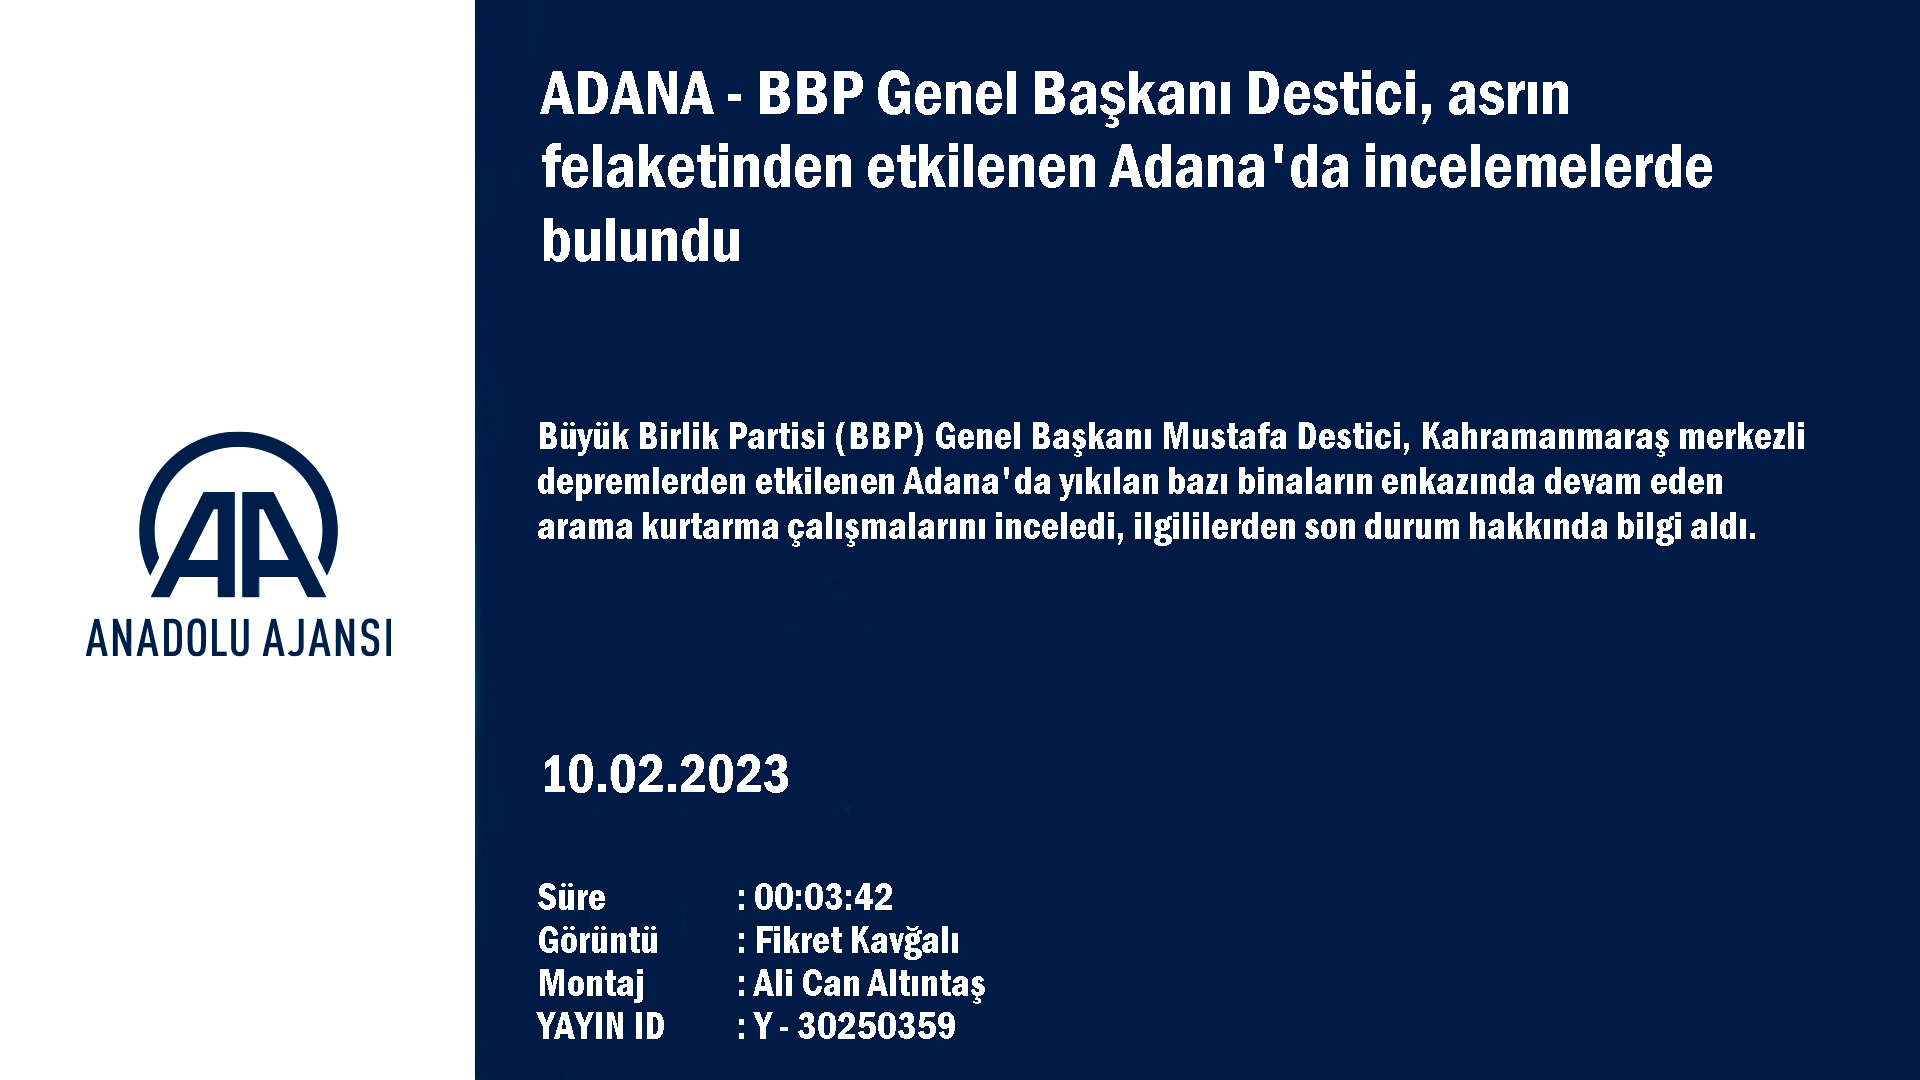 ADANA - BBP Genel Başkanı Destici, asrın
felaketinden etkilenen Adana'da incelemelerde
bulundu
Büyük Birlik Partisi (BBP) Genel Başkanı Mustafa Destici, Kahramanmaraş merkezli
depremlerden etkilenen Adana'da yıkılan bazı binaların enkazında devam eden
arama kurtarma çalışmalarını inceledi, ilgililerden son durum hakkında bilgi aldı.
AA
ANADOLU AJANSI
10.02.2023
Süre : 00:03:42
Görüntü : Fikret Kavğalı
Montaj : Ali Can Altıntaş
YAYIN ID : Y - 30250359